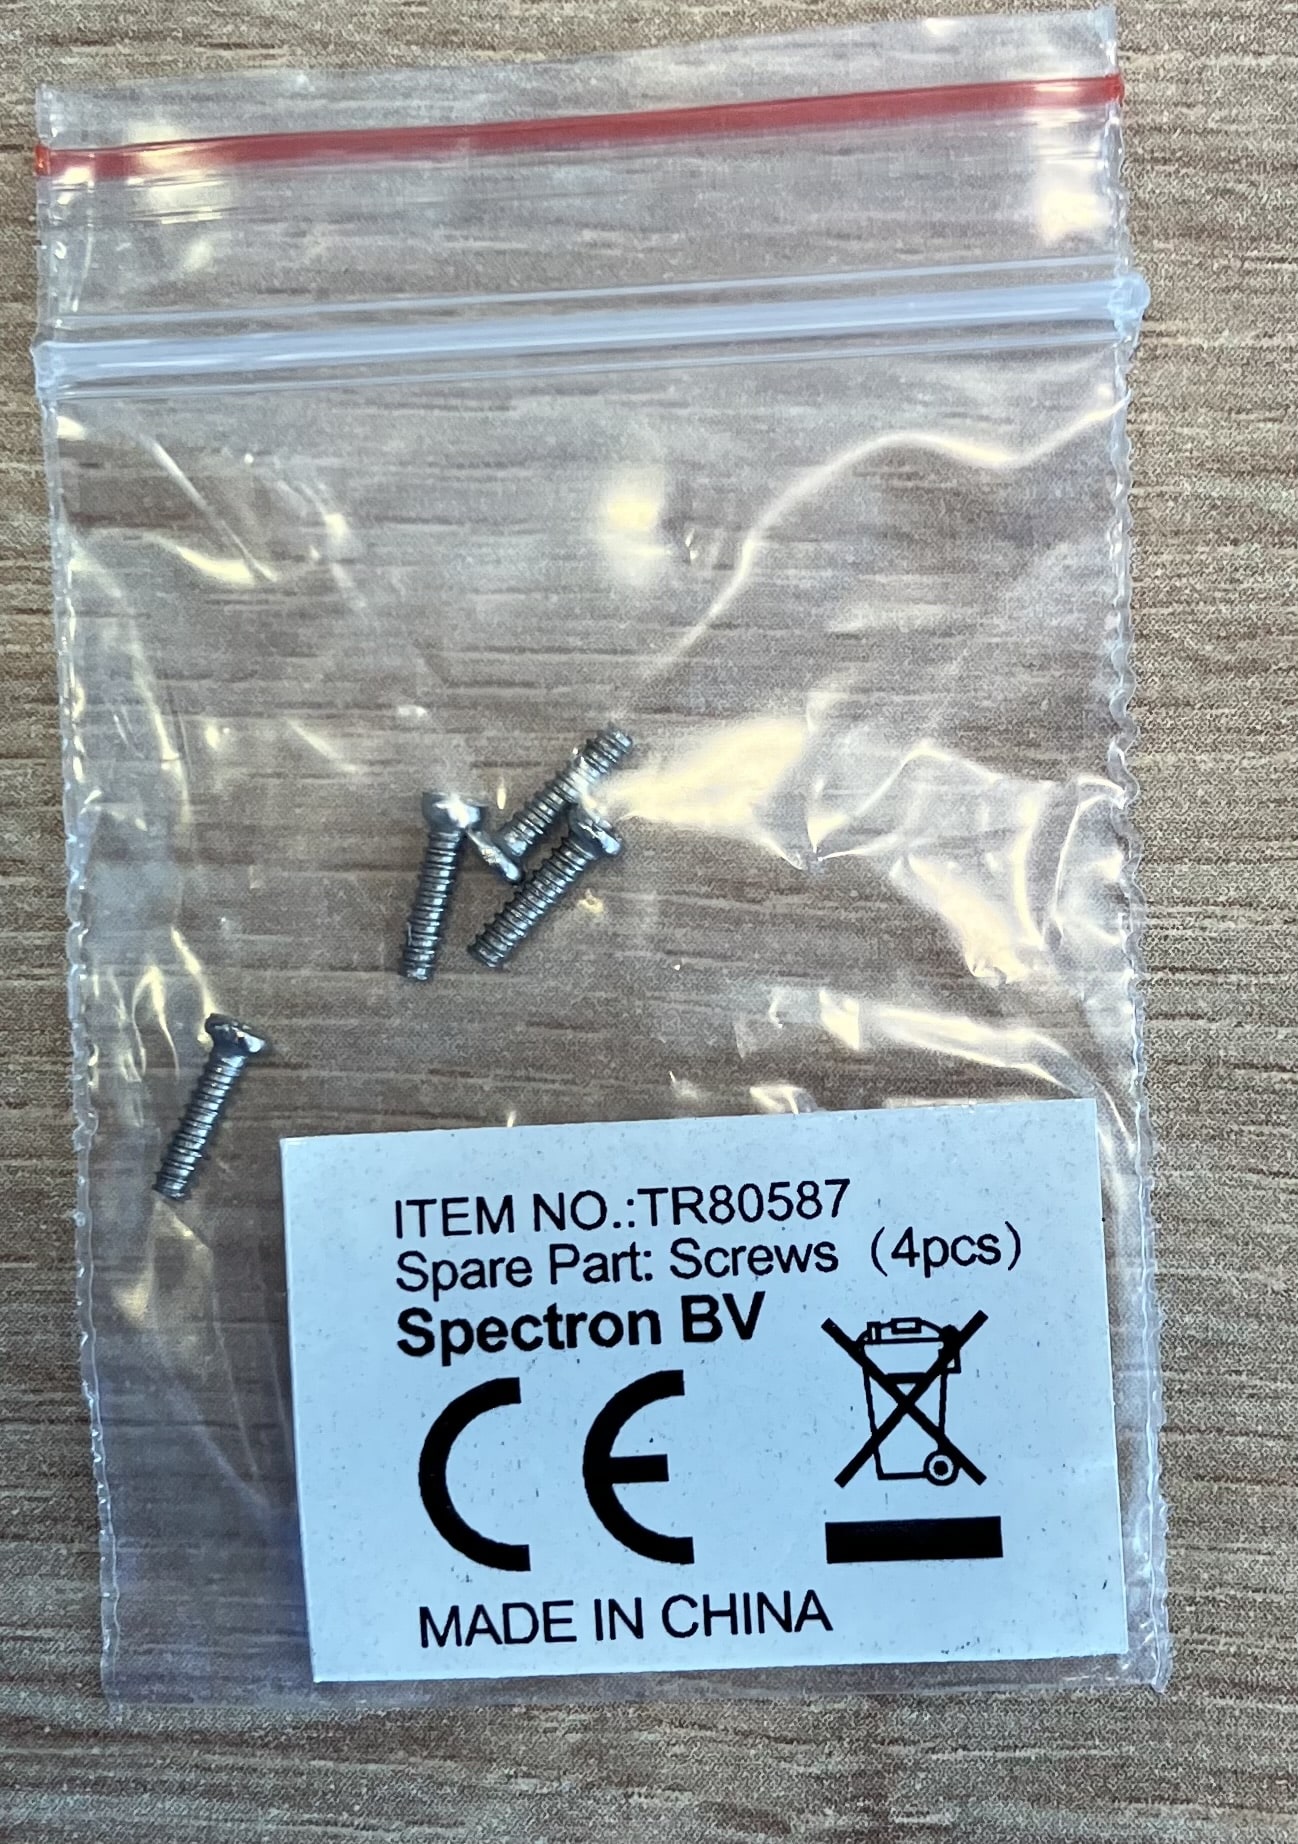 ITEM NO.:TR80587
Spare Part: Screws（4pcs）
Spectron BV
CE
MADE IN CHINA